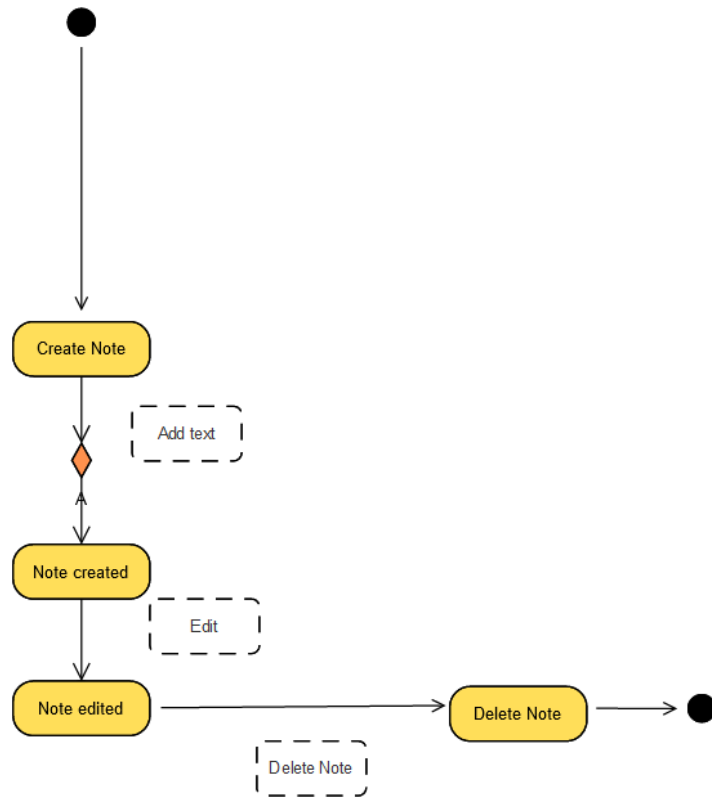 Create Note
Add text
A
Note created
Edit
Note edited
Delete Note
Delete Note